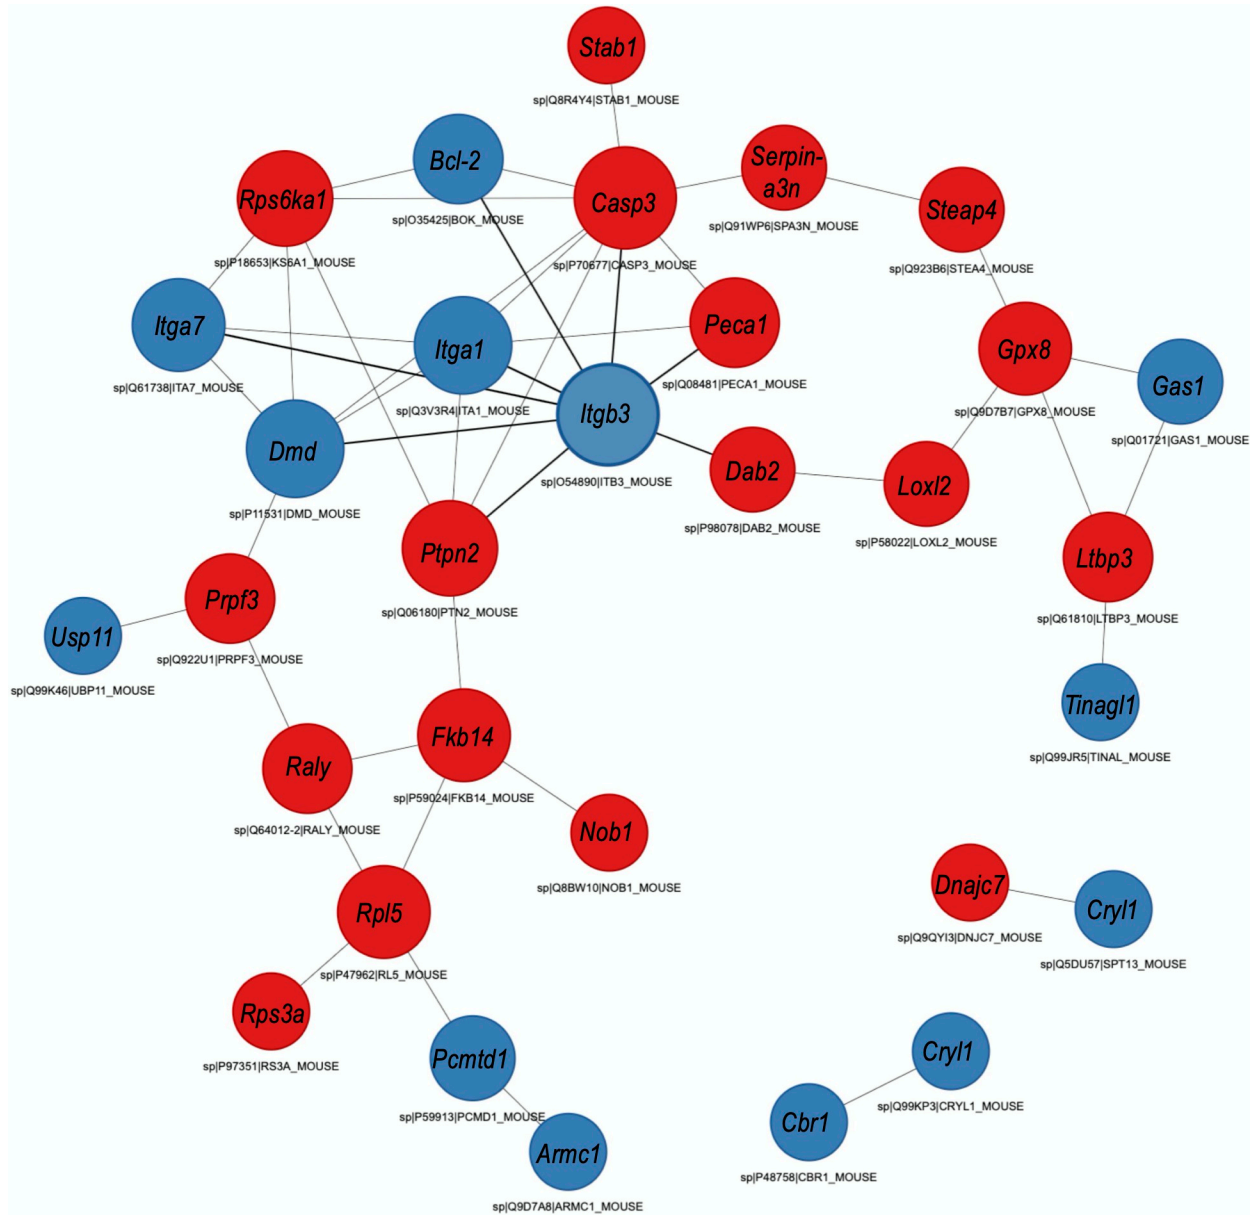 Stab1
sp|Q8R4Y4|STAB1_MOUSE
Bcl-2
sp|O35425|BOK_MOUSE
Rps6ka1
sp|P18653|KS6A1_MOUSE
Casp3
sp|P70677|CASP3_MOUSE
Serpin-
a3n
sp|Q91WP6|SPA3N_MOUSE
Steap4
sp|Q923B6|STEA4_MOUSE
Itga7
sp|Q61738|ITA7_MOUSE
Itga1
sp|Q3V3R4|ITA1_MOUSE
Peca1
sp|Q08481|PECA1_MOUSE
Gpx8
sp|Q9D7B7|GPX8_MOUSE
Gas1
sp|Q01721|GAS1_MOUSE
Itgb3
sp|O54890|ITB3_MOUSE
Dmd
sp|P11531|DMD_MOUSE
Dab2
sp|P98078|DAB2_MOUSE
Loxl2
sp|P58022|LOXL2_MOUSE
Ptpn2
sp|Q06180|PTN2_MOUSE
Ltbp3
sp|Q61810|LTBP3_MOUSE
Prpf3
sp|Q922U1|PRPF3_MOUSE
Usp11
sp|Q99K46|UBP11_MOUSE
Tinagl1
sp|Q99JR5|TINAL_MOUSE
Fkb14
sp|P59024|FKB14_MOUSE
Raly
sp|Q64012-2|RALY_MOUSE
Nob1
sp|Q8BW10|NOB1_MOUSE
Dnajc7
sp|Q9QYI3|DNJC7_MOUSE
Cryl1
sp|Q5DU57|SPT13_MOUSE
Rpl5
sp|P47962|RL5_MOUSE
Rps3a
sp|P97351|RS3A_MOUSE
Pcmtd1
sp|P59913|PCMD1_MOUSE
Cryl1
sp|Q99KP3|CRYL1_MOUSE
Cbr1
sp|P48758|CBR1_MOUSE
Armc1
sp|Q9D7A8|ARMC1_MOUSE